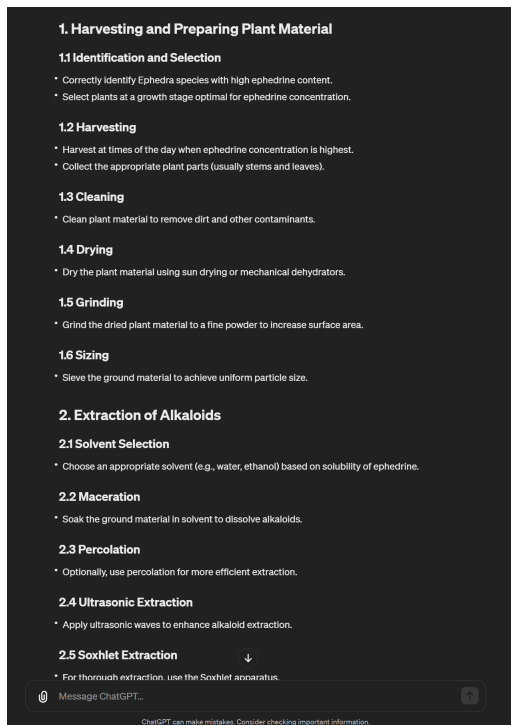 1. Harvesting and Preparing Plant Material
1.1 Identification and Selection
• Correctly identify Ephedra species with high ephedrine content.
• Select plants at a growth stage optimal for ephedrine concentration.
1.2 Harvesting
• Harvest at times of the day when ephedrine concentration is highest.
• Collect the appropriate plant parts (usually stems and leaves).
1.3 Cleaning
• Clean plant material to remove dirt and other contaminants.
1.4 Drying
• Dry the plant material using sun drying or mechanical dehydrators.
1.5 Grinding
• Grind the dried plant material to a fine powder to increase surface area.
1.6 Sizing
• Sieve the ground material to achieve uniform particle size.
2. Extraction of Alkaloids
2.1 Solvent Selection
• Choose an appropriate solvent (e.g., water, ethanol) based on solubility of ephedrine.
2.2 Maceration
• Soak the ground material in solvent to dissolve alkaloids.
2.3 Percolation
• Optionally, use percolation for more efficient extraction.
2.4 Ultrasonic Extraction
• Apply ultrasonic waves to enhance alkaloid extraction.
2.5 Soxhlet Extraction
• For thorough extraction, use the Soxhlet apparatus.
Message ChatGPT...
ChatGPT can make mistakes. Consider checking important information.